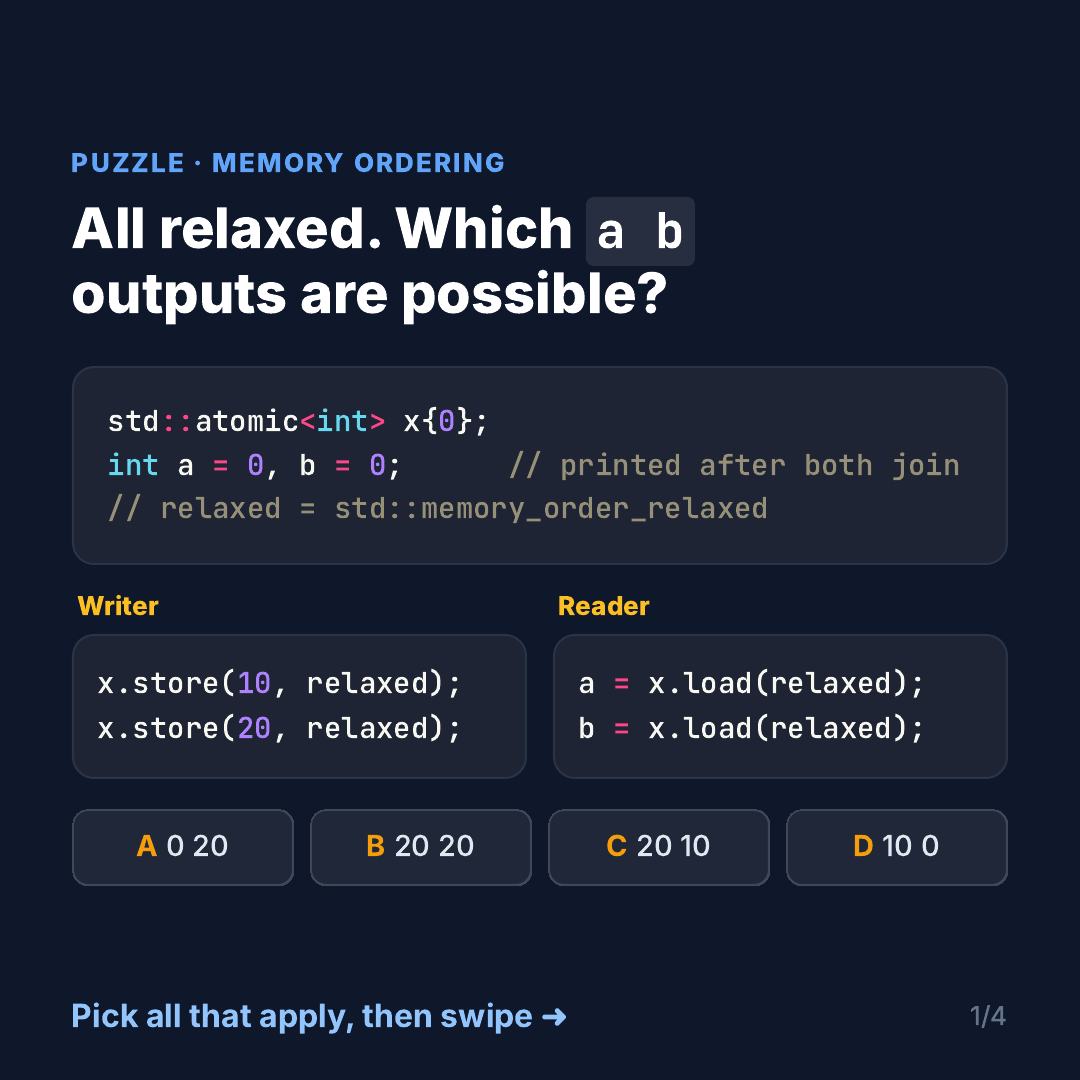 PUZZLE · MEMORY ORDERING
All relaxed. Which a b
outputs are possible?
std::atomic<int> x{0};
int a = 0, b = 0;      // printed after both join
// relaxed = std::memory_order_relaxed
Writer
x.store(10, relaxed);
x.store(20, relaxed);
Reader
a = x.load(relaxed);
b = x.load(relaxed);
A 0 20
B 20 20
C 20 10
D 10 0
Pick all that apply, then swipe ➜
1/4